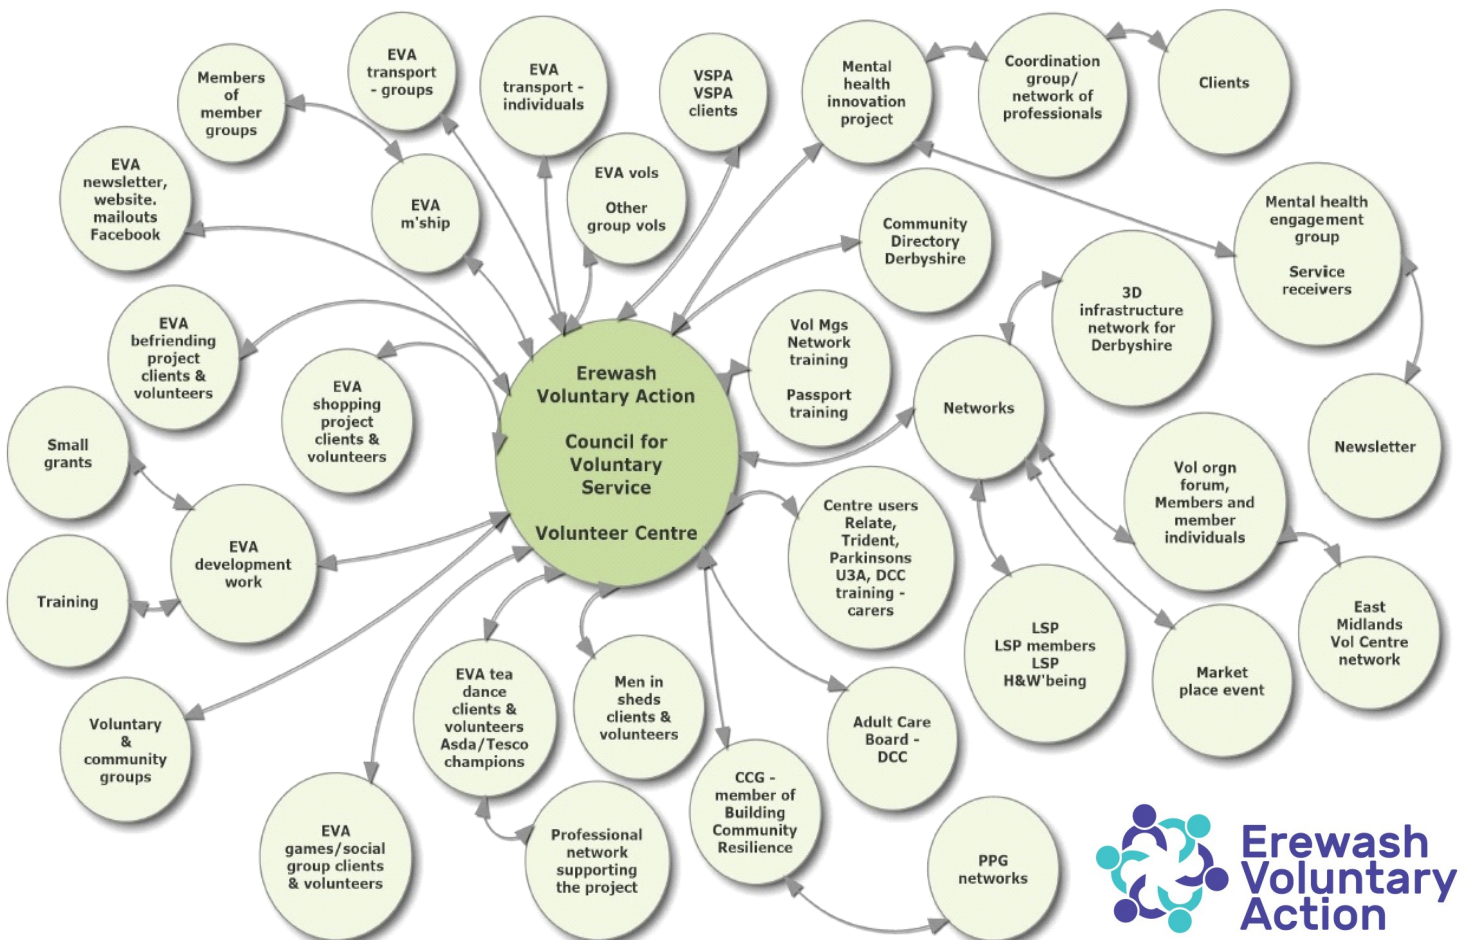 Members
of
member
groups
EVA
transport
- groups
EVA
transport -
individuals
VSPA
VSPA
clients
Mental
health
innovation
project
Coordination
group/
network of
professionals
Clients
EVA
newsletter,
website.
mailouts
Facebook
EVA
m'ship
EVA vols
Other
group vols
Community
Directory
Derbyshire
Mental health
engagement
group
Service
receivers
EVA
befriending
project
clients &
volunteers
EVA
shopping
project
clients &
volunteers
Erewash
Voluntary Action
Council for
Voluntary
Service
Volunteer Centre
Vol Mgs
Network
training
Passport
training
Networks
3D
infrastructure
network for
Derbyshire
Newsletter
Small
grants
EVA
development
work
Training
Centre users
Relate,
Trident,
Parkinsons
U3A, DCC
training -
carers
Vol orgn
forum,
Members and
member
individuals
East
Midlands
Vol Centre
network
LSP
LSP members
LSP
H&W'being
Market
place event
Voluntary
&
community
groups
EVA tea
dance
clients &
volunteers
Asda/Tesco
champions
Men in
sheds
clients &
volunteers
Adult Care
Board -
DCC
EVA
games/social
group clients
& volunteers
Professional
network
supporting
the project
CCG -
member of
Building
Community
Resilience
PPG
networks
Erewash
Voluntary
Action